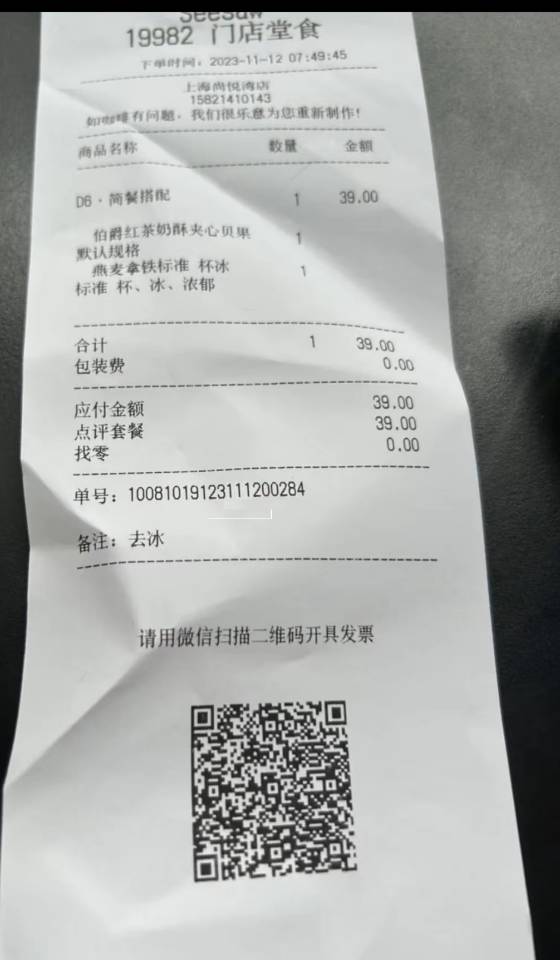 Seesaw
19982 门店堂食
下单时间：2023-11-12 07:49:45
上海尚悦湾店
15821410143
如咖啡有问题，我们很乐意为您重新制作！
商品名称 数量 金额
D6·简餐搭配 1 39.00
伯爵红茶奶酥夹心贝果 1
默认规格
燕麦拿铁标准 杯冰 1
标准 杯、冰、浓郁
合计 1 39.00
包装费 0.00
应付金额 39.00
点评套餐 39.00
找零 0.00
单号：10081019123111200284
备注：去冰
请用微信扫描二维码开具发票